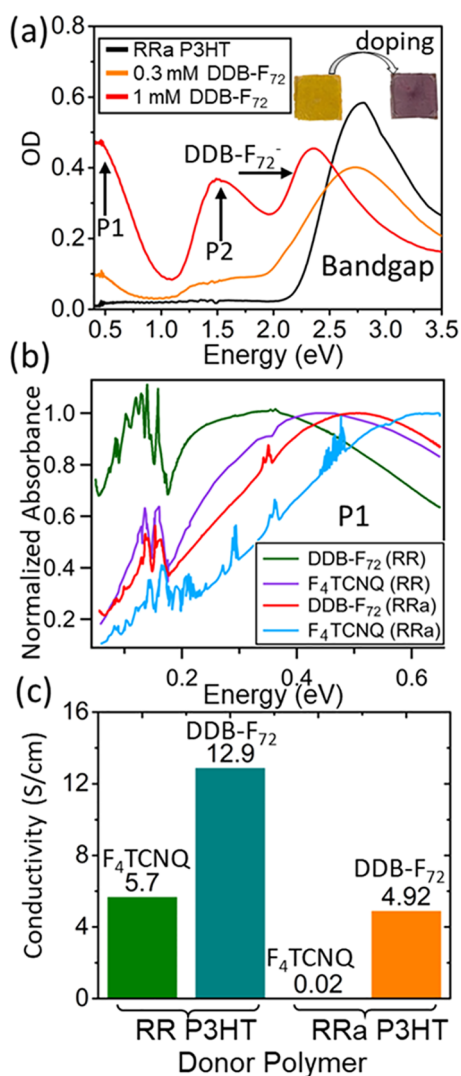 (a)
RRa P3HT
0.3 mM DDB-F₇₂
1 mM DDB-F₇₂
doping
DDB-F₇₂⁻
P1
P2
Bandgap
OD
0.8
0.6
0.4
0.2
0.0
0.5 1.0 1.5 2.0 2.5 3.0 3.5
Energy (eV)
(b)
Normalized Absorbance
1.0
0.8
0.6
0.4
0.2
P1
DDB-F₇₂ (RR)
F₄TCNQ (RR)
DDB-F₇₂ (RRa)
F₄TCNQ (RRa)
0.2 0.4 0.6
Energy (eV)
(c)
Conductivity (S/cm)
16
12
8
4
0
F₄TCNQ
5.7
DDB-F₇₂
12.9
F₄TCNQ
0.02
DDB-F₇₂
4.92
RR P3HT RRa P3HT
Donor Polymer